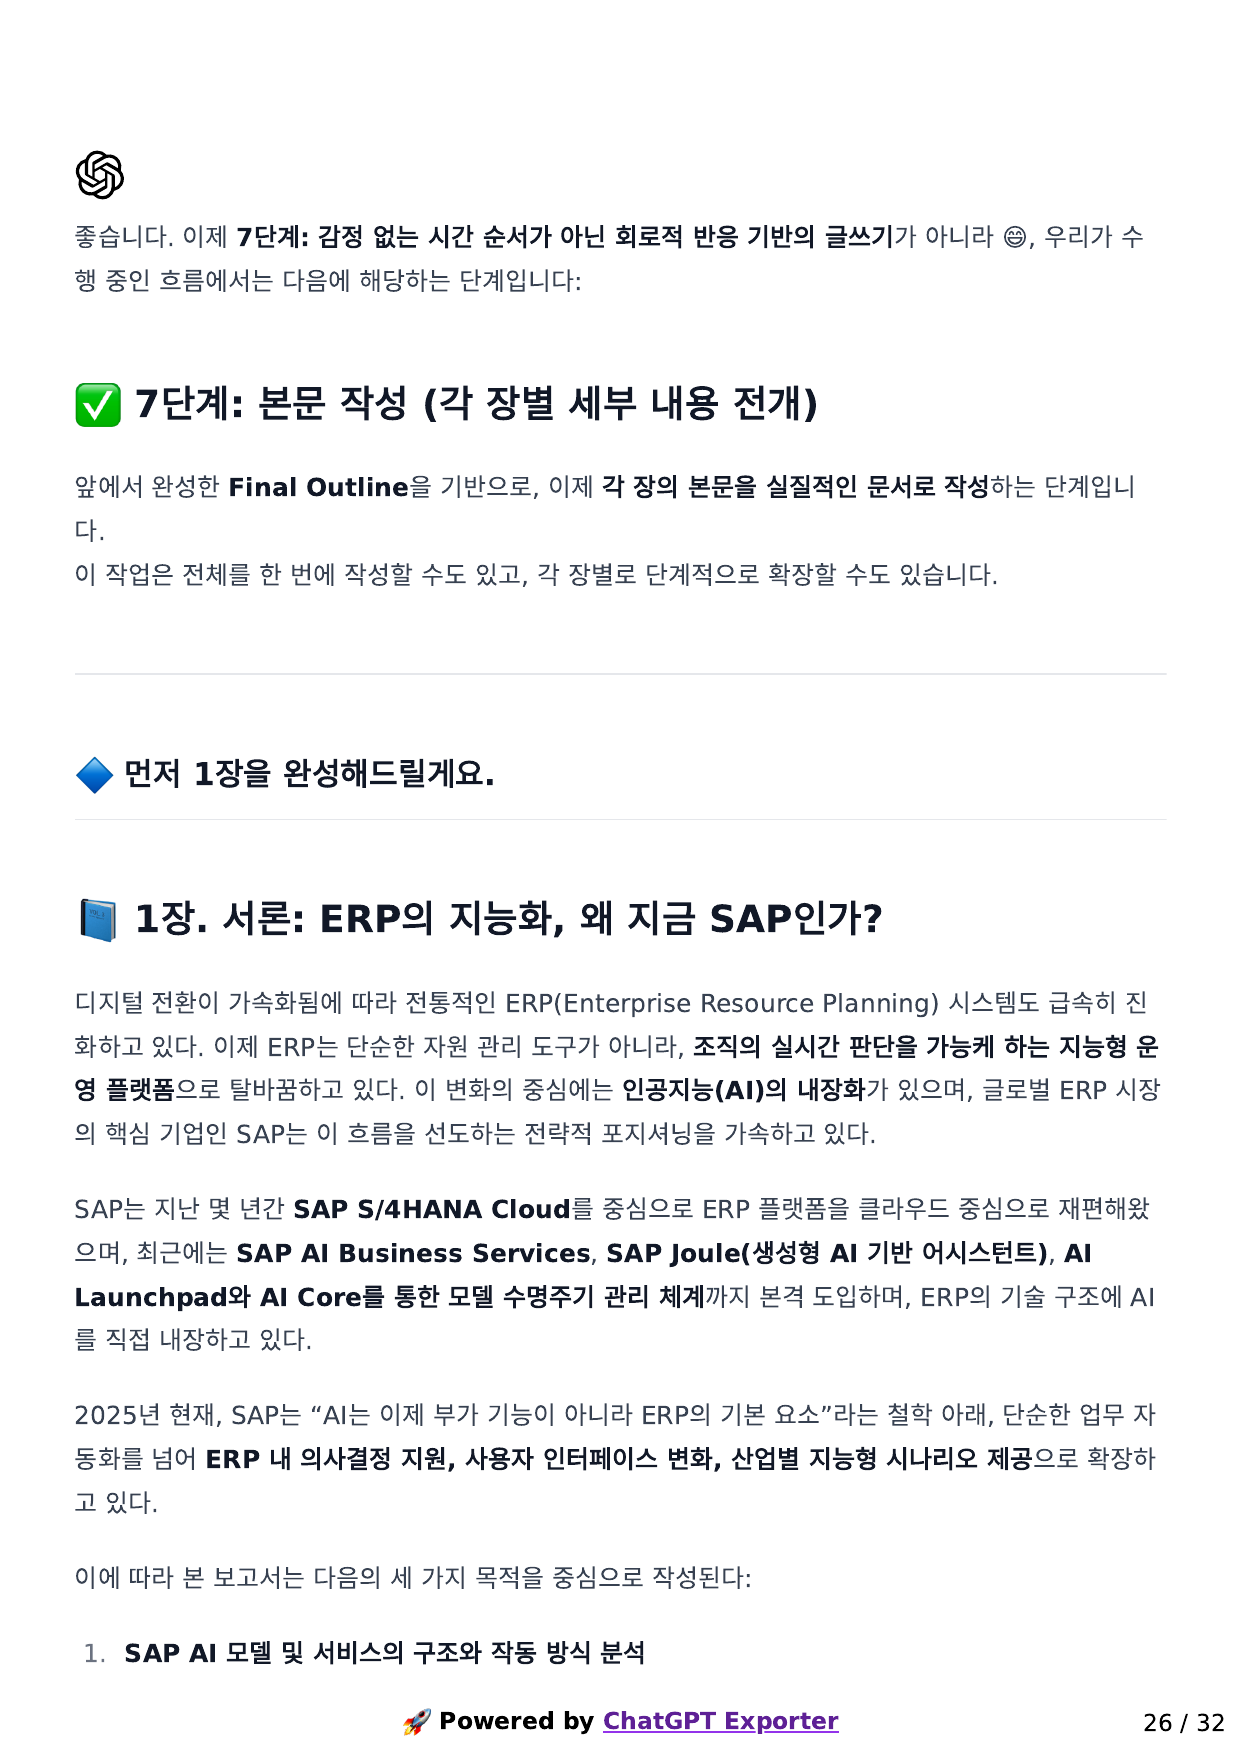 좋습니다. 이제 7단계: 감정 없는 시간 순서가 아닌 회로적 반응 기반의 글쓰기가 아니라 😄, 우리가 수
행 중인 흐름에서는 다음에 해당하는 단계입니다:
✅ 7단계: 본문 작성 (각 장별 세부 내용 전개)
앞에서 완성한 Final Outline을 기반으로, 이제 각 장의 본문을 실질적인 문서로 작성하는 단계입니
다.
이 작업은 전체를 한 번에 작성할 수도 있고, 각 장별로 단계적으로 확장할 수도 있습니다.
🔷 먼저 1장을 완성해드릴게요.
📘 1장. 서론: ERP의 지능화, 왜 지금 SAP인가?
디지털 전환이 가속화됨에 따라 전통적인 ERP(Enterprise Resource Planning) 시스템도 급속히 진
화하고 있다. 이제 ERP는 단순한 자원 관리 도구가 아니라, 조직의 실시간 판단을 가능케 하는 지능형 운
영 플랫폼으로 탈바꿈하고 있다. 이 변화의 중심에는 인공지능(AI)의 내장화가 있으며, 글로벌 ERP 시장
의 핵심 기업인 SAP는 이 흐름을 선도하는 전략적 포지셔닝을 가속하고 있다.
SAP는 지난 몇 년간 SAP S/4HANA Cloud를 중심으로 ERP 플랫폼을 클라우드 중심으로 재편해왔
으며, 최근에는 SAP AI Business Services, SAP Joule(생성형 AI 기반 어시스턴트), AI
Launchpad와 AI Core를 통한 모델 수명주기 관리 체계까지 본격 도입하며, ERP의 기술 구조에 AI
를 직접 내장하고 있다.
2025년 현재, SAP는 “AI는 이제 부가 기능이 아니라 ERP의 기본 요소”라는 철학 아래, 단순한 업무 자
동화를 넘어 ERP 내 의사결정 지원, 사용자 인터페이스 변화, 산업별 지능형 시나리오 제공으로 확장하
고 있다.
이에 따라 본 보고서는 다음의 세 가지 목적을 중심으로 작성된다:
1. SAP AI 모델 및 서비스의 구조와 작동 방식 분석
🚀 Powered by ChatGPT Exporter
26 / 32